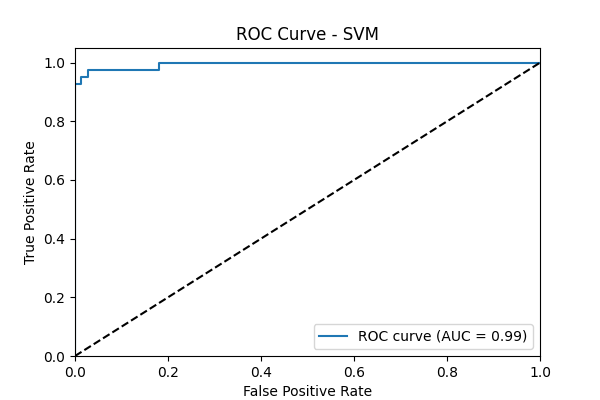 ROC Curve - SVM
True Positive Rate
1.0
0.8
0.6
0.4
0.2
0.0
ROC curve (AUC = 0.99)
0.0 0.2 0.4 0.6 0.8 1.0
False Positive Rate